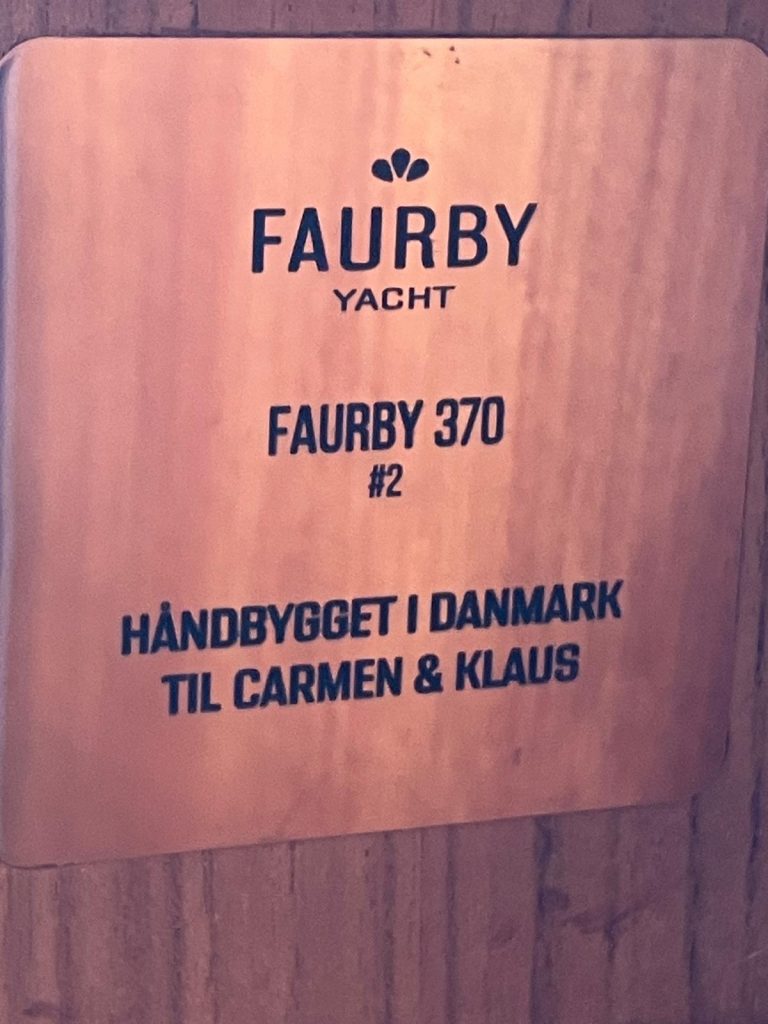 FAURBY
YACHT
FAURBY 370
#2
HÅNDBYGGET I DANMARK
TIL CARMEN & KLAUS